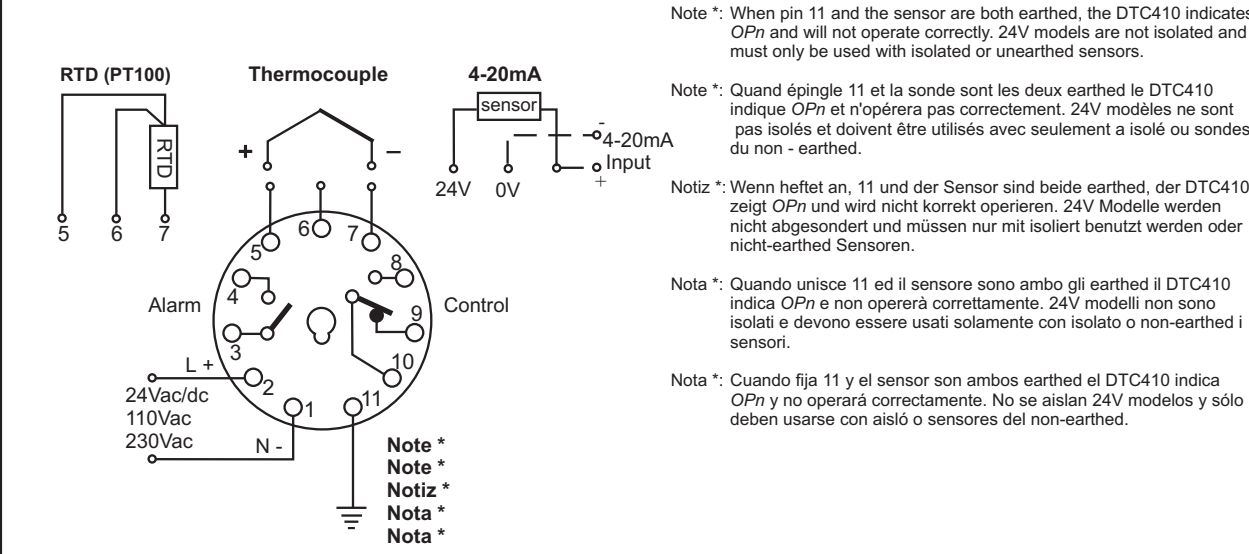 RTD (PT100)
RTD
5 6 7
Thermocouple
+ –
4-20mA
sensor
-
4-20mA
Input
+
24V 0V
5 6 7
8
4
Alarm
Control
9
3
10
L +
2
24Vac/dc
1 11
110Vac
230Vac
N -
Note *
Note *
Notiz *
Nota *
Nota *
Note *: When pin 11 and the sensor are both earthed, the DTC410 indicates
OPn and will not operate correctly. 24V models are not isolated and
must only be used with isolated or unearthed sensors.
Note *: Quand épingle 11 et la sonde sont les deux earthed le DTC410
indique OPn et n'opérera pas correctement. 24V modèles ne sont
pas isolés et doivent être utilisés avec seulement a isolé ou sondes
du non - earthed.
Notiz *: Wenn heftet an, 11 und der Sensor sind beide earthed, der DTC410
zeigt OPn und wird nicht korrekt operieren. 24V Modelle werden
nicht abgesondert und müssen nur mit isoliert benutzt werden oder
nicht-earthed Sensoren.
Nota *: Quando unisce 11 ed il sensore sono ambo gli earthed il DTC410
indica OPn e non opererà correttamente. 24V modelli non sono
isolati e devono essere usati solamente con isolato o non-earthed i
sensori.
Nota *: Cuando fija 11 y el sensor son ambos earthed el DTC410 indica
OPn y no operará correctamente. No se aislan 24V modelos y sólo
deben usarse con aisló o sensores del non-earthed.